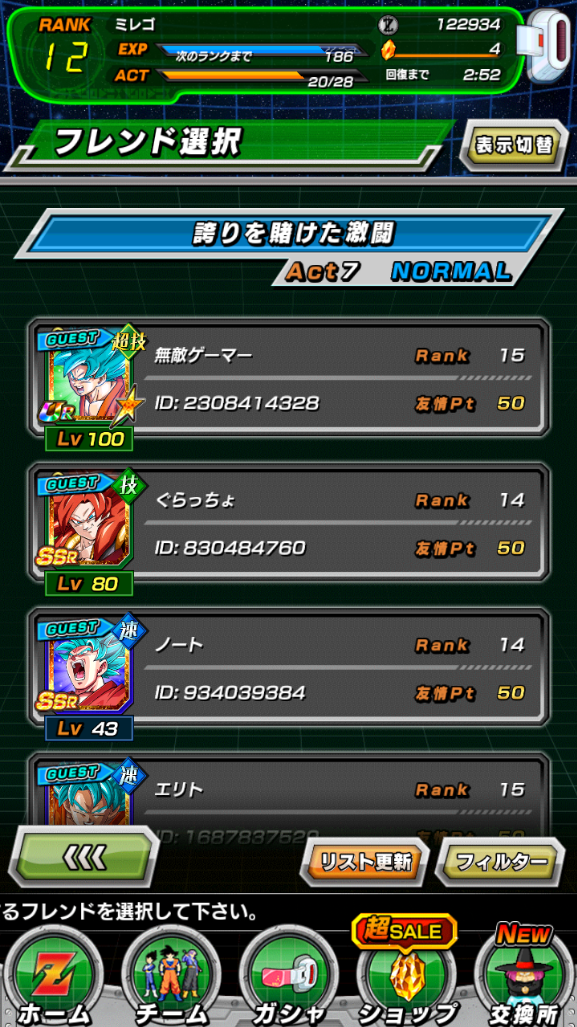 RANK ミレゴ 122934
12 EXP 次のランクまで 186 4
ACT 20/28 回復まで 2:52
フレンド選択 表示切替
誇りを賭けた激闘
Act7 NORMAL
GUEST 超技 無敵ゲーマー Rank 15
UR ID: 2308414328 友情Pt 50
Lv 100
GUEST 技 ぐらっちょ Rank 14
SSR ID: 830484760 友情Pt 50
Lv 80
GUEST 速 ノート Rank 14
SSR ID: 934039384 友情Pt 50
Lv 43
GUEST 速 エリト Rank 15
ID: 1687837529 友情Pt 50
<<< リスト更新 フィルター
るフレンドを選択して下さい。
超SALE NEW
Z
ホーム チーム ガシャ ショップ 交換所